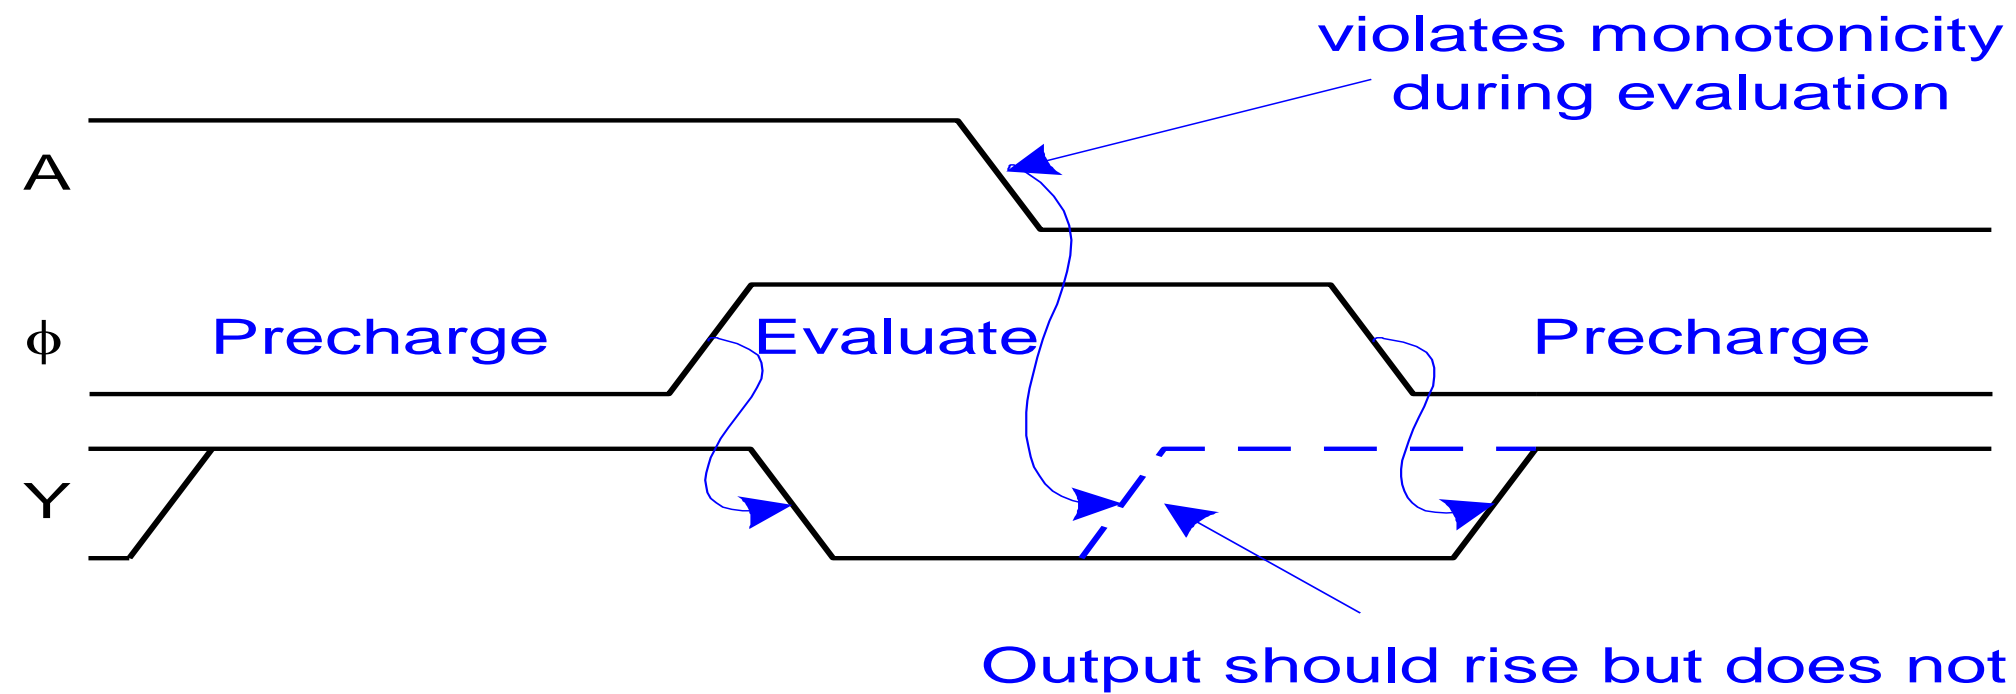 violates monotonicity
during evaluation
A
ϕ
Precharge
Evaluate
Precharge
Y
Output should rise but does not